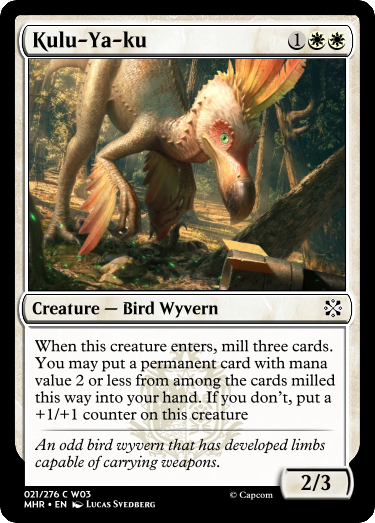 Kulu-Ya-ku 1
Creature — Bird Wyvern
When this creature enters, mill three cards.
You may put a permanent card with mana
value 2 or less from among the cards milled
this way into your hand. If you don't, put a
+1/+1 counter on this creature
An odd bird wyvern that has developed limbs
capable of carrying weapons.
2/3
021/276 C W03
MHR • EN Lucas Svedberg
© Capcom